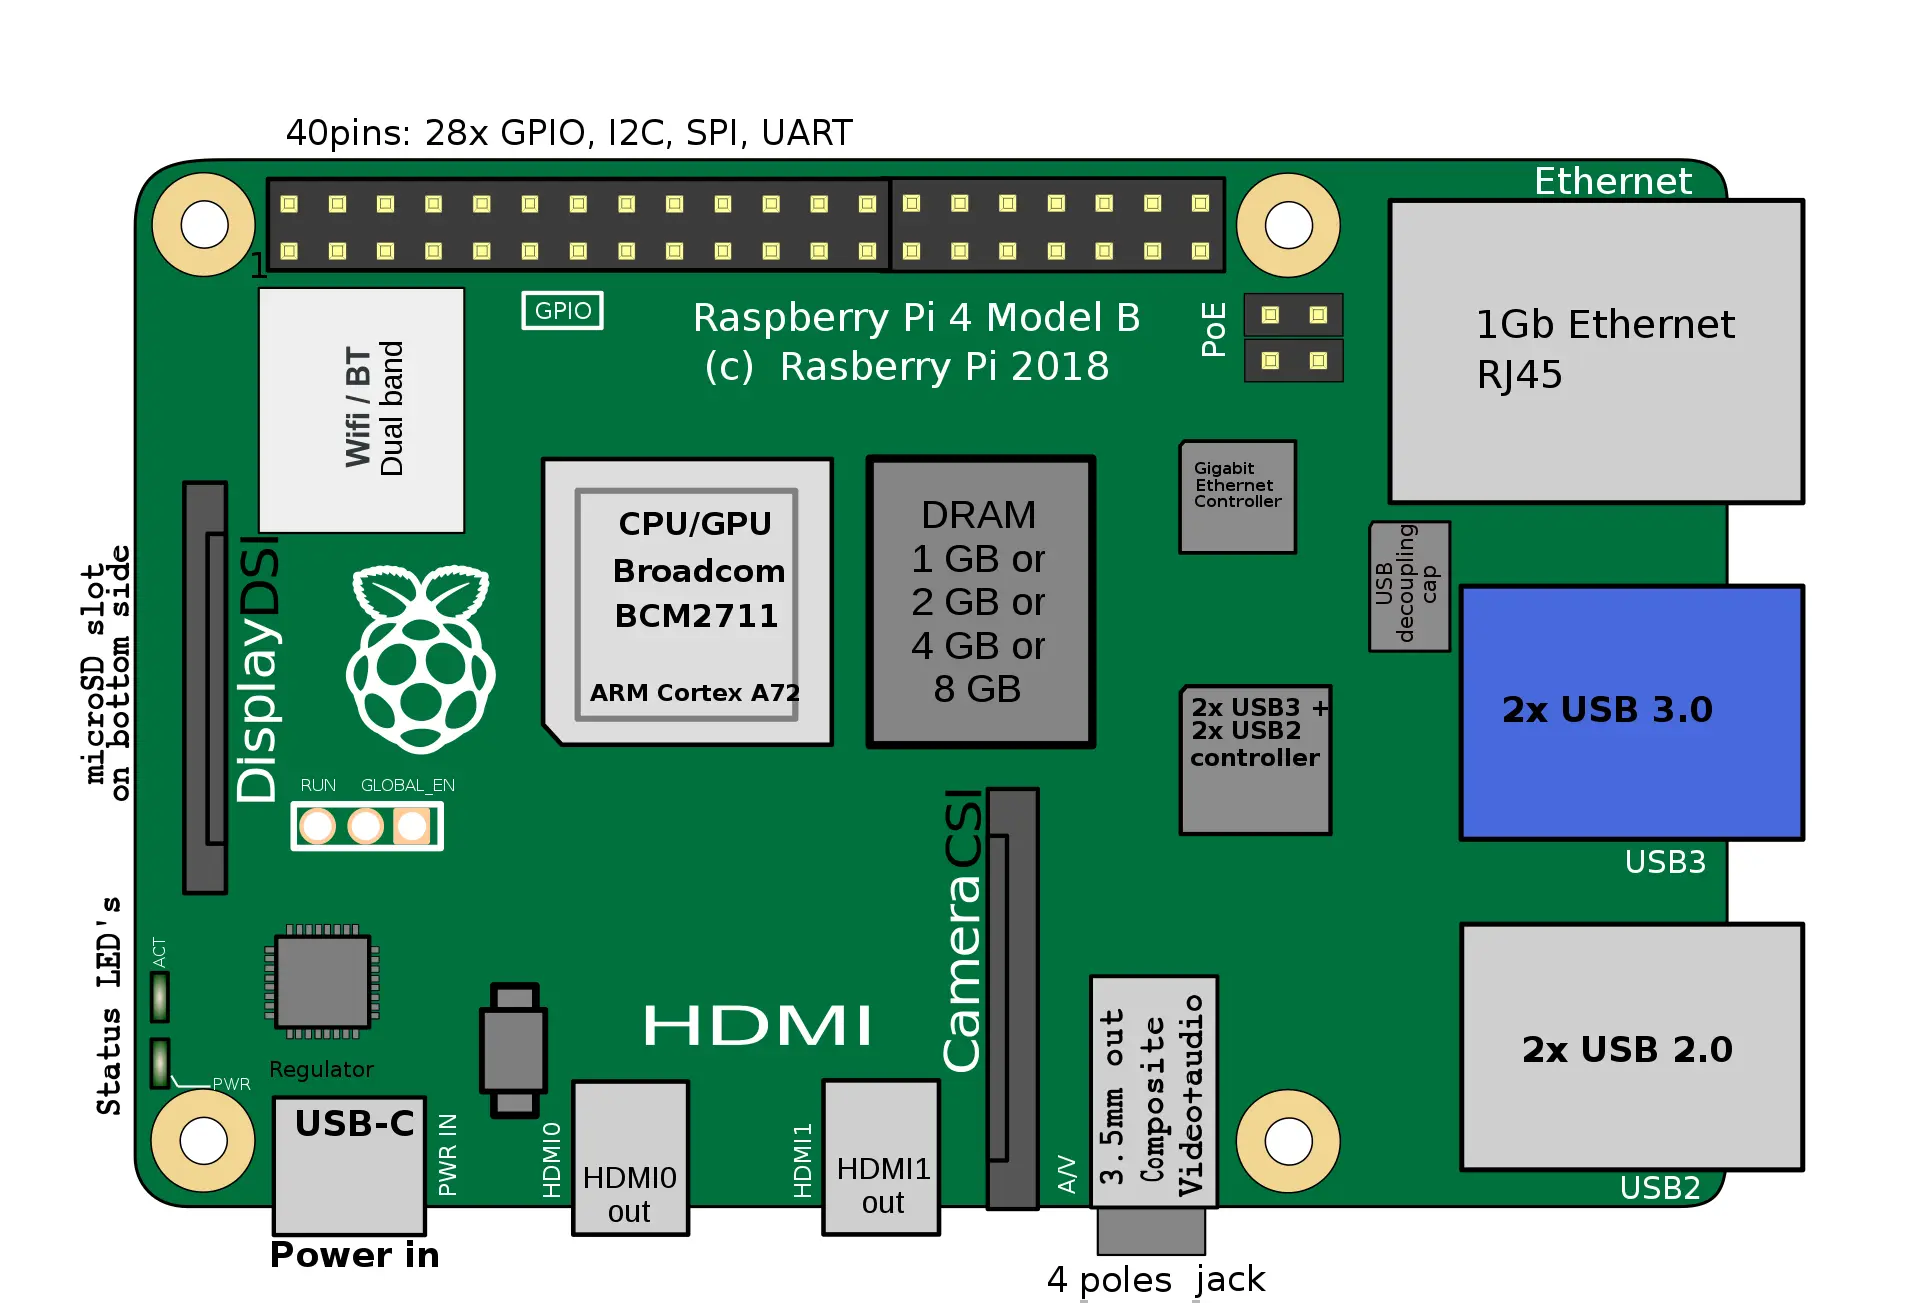 40pins: 28x GPIO, I2C, SPI, UART
Ethernet
1
GPIO
Raspberry Pi 4 Model B
(c) Rasberry Pi 2018
PoE
1Gb Ethernet
RJ45
Wifi / BT
Dual band
CPU/GPU
Broadcom
BCM2711
ARM Cortex A72
DRAM
1 GB or
2 GB or
4 GB or
8 GB
Gigabit
Ethernet
Controller
USB
decoupling
cap
microSD slot
on bottom side
Display DSI
2x USB 3.0
2x USB3 +
2x USB2
controller
RUN GLOBAL_EN
USB3
Camera CSI
Status LED's
ACT
PWR
Regulator
HDMI
2x USB 2.0
USB-C
PWR IN
HDMI0
HDMI0
out
HDMI1
HDMI1
out
A/V
3.5mm out
Composite
Video+audio
USB2
Power in
4 poles jack